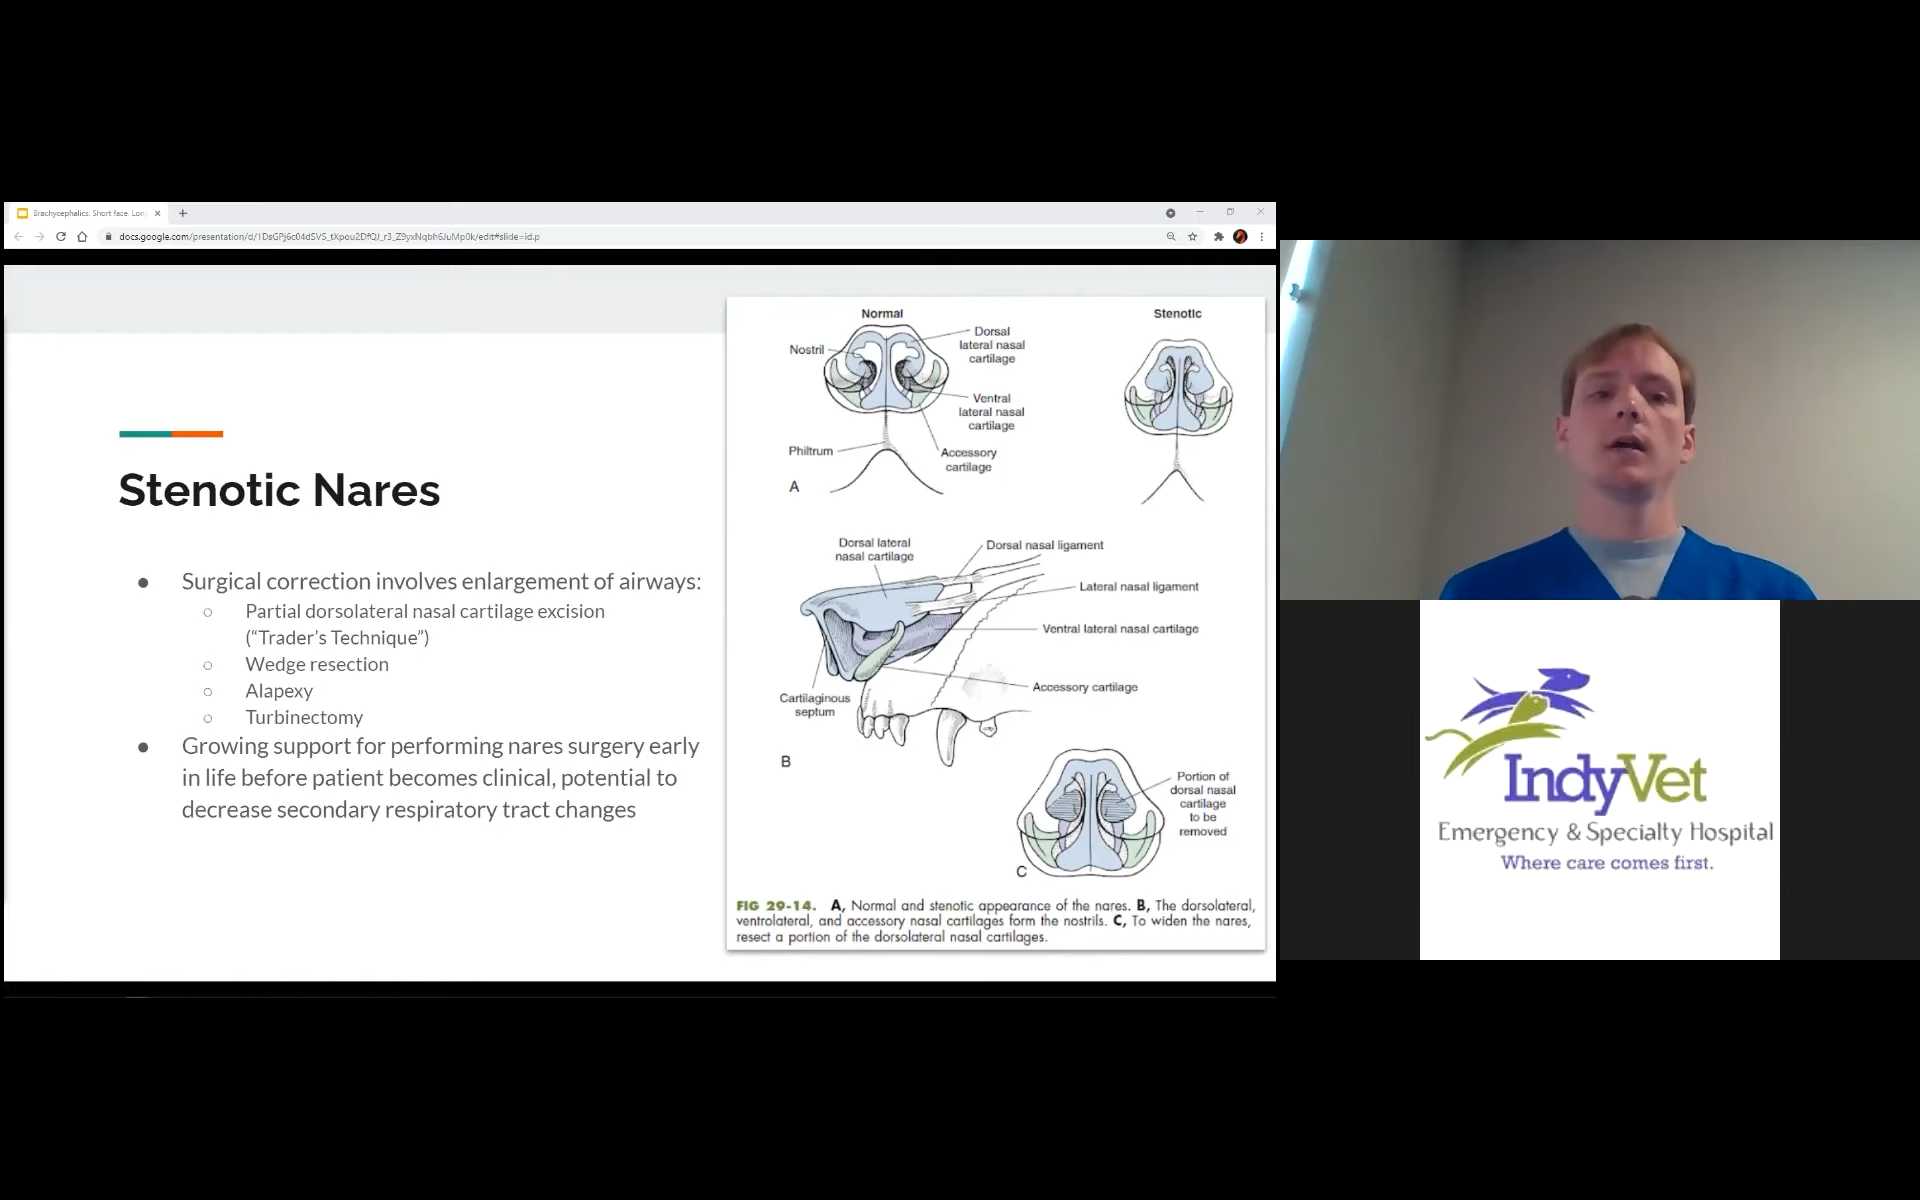 Brachycephalics: Short face, Lon
docs.google.com/presentation/d/1DsGPj6c04dSVS_tXpou2DfQJ_r3_Z9yxNqbh6JuMp0k/edit#slide=id.p
Stenotic Nares
● Surgical correction involves enlargement of airways:
○ Partial dorsolateral nasal cartilage excision
(“Trader’s Technique”)
○ Wedge resection
○ Alapexy
○ Turbinectomy
● Growing support for performing nares surgery early
in life before patient becomes clinical, potential to
decrease secondary respiratory tract changes
Normal
Stenotic
Nostril
Dorsal
lateral nasal
cartilage
Ventral
lateral nasal
cartilage
Philtrum
Accessory
cartilage
A
Dorsal lateral
nasal cartilage
Dorsal nasal ligament
Lateral nasal ligament
Ventral lateral nasal cartilage
Accessory cartilage
Cartilaginous
septum
B
Portion of
dorsal nasal
cartilage
to be
removed
C
FIG 29-14. A, Normal and stenotic appearance of the nares. B, The dorsolateral,
ventrolateral, and accessory nasal cartilages form the nostrils. C, To widen the nares,
resect a portion of the dorsolateral nasal cartilages.
IndyVet
Emergency & Specialty Hospital
Where care comes first.